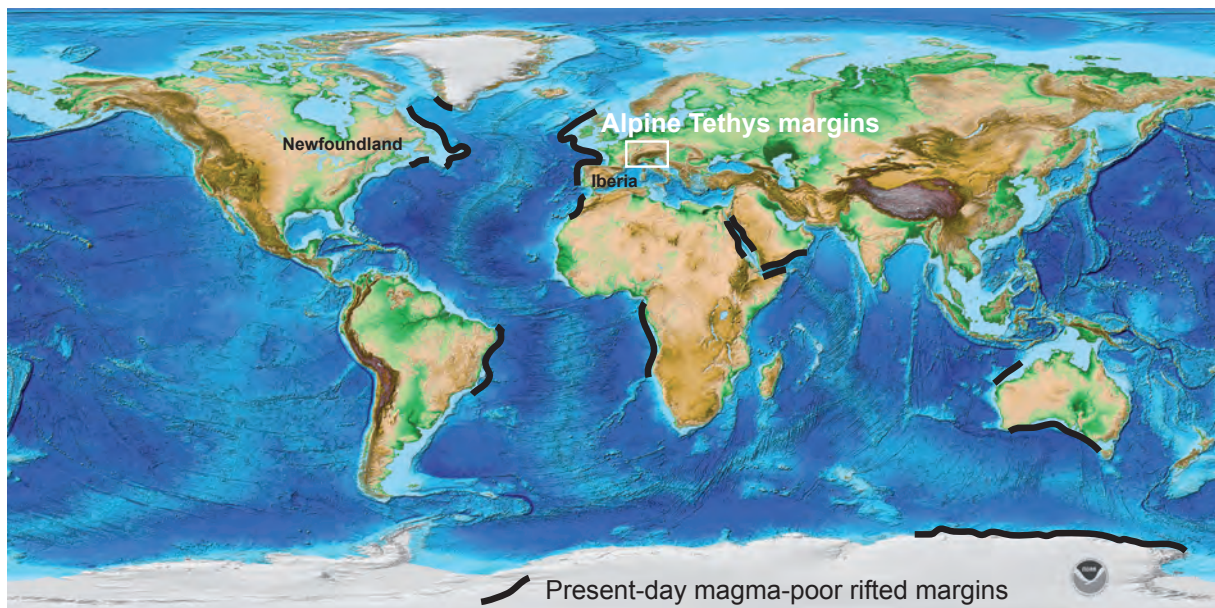 Alpine Tethys margins
Newfoundland
Iberia
Present-day magma-poor rifted margins